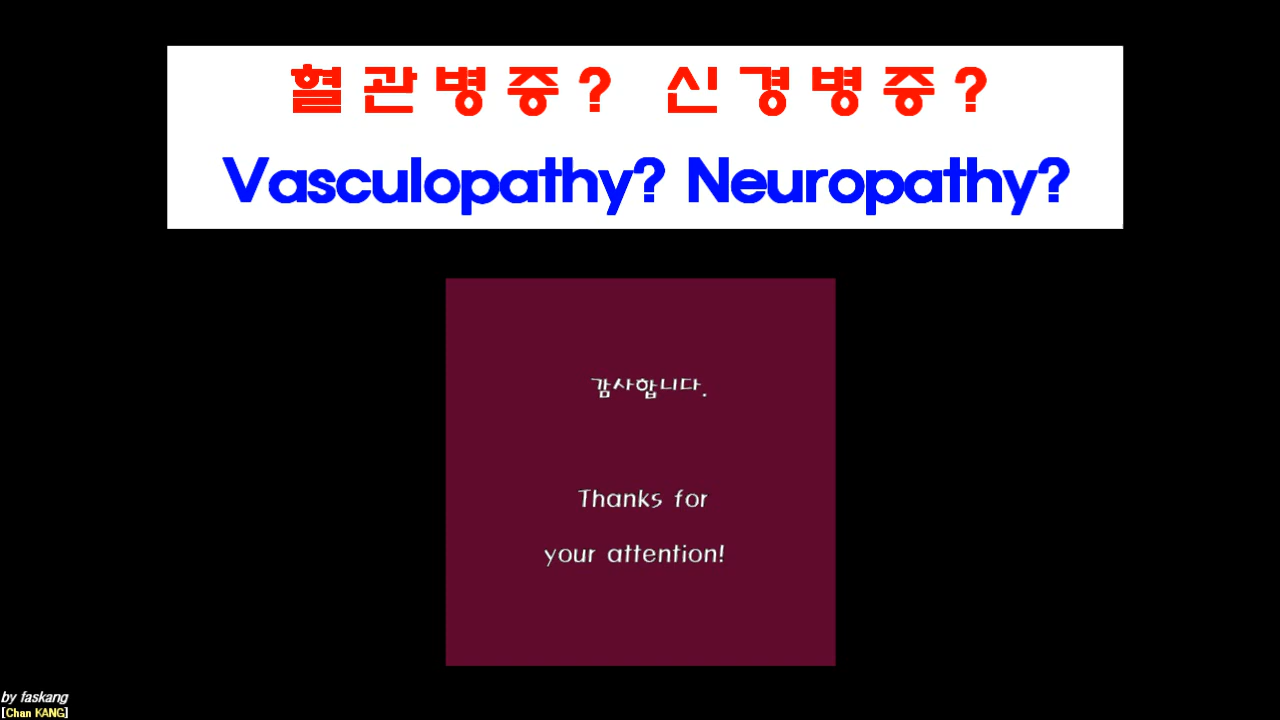 혈관병증? 신경병증?
Vasculopathy? Neuropathy?
감사합니다.
Thanks for
your attention!
by faskang
[Chan KANG]